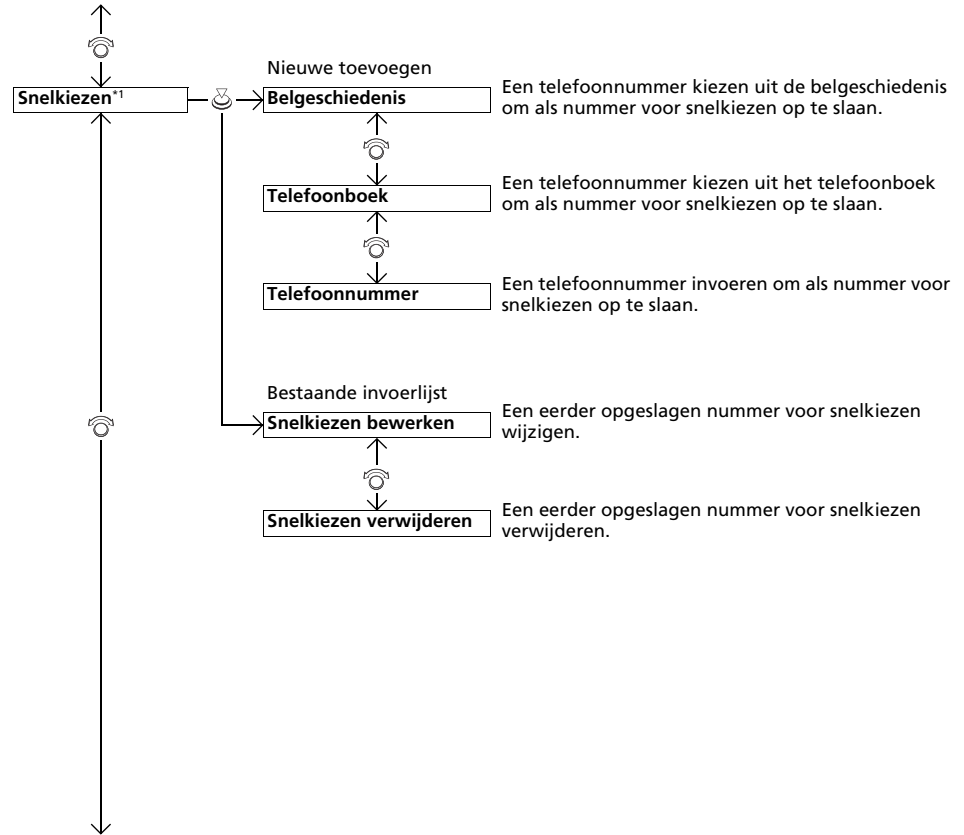 Snelkiezen*1
Nieuwe toevoegen
Belgeschiedenis
Een telefoonnummer kiezen uit de belgeschiedenis
om als nummer voor snelkiezen op te slaan.
Telefoonboek
Een telefoonnummer kiezen uit het telefoonboek
om als nummer voor snelkiezen op te slaan.
Telefoonnummer
Een telefoonnummer invoeren om als nummer voor
snelkiezen op te slaan.
Bestaande invoerlijst
Snelkiezen bewerken
Een eerder opgeslagen nummer voor snelkiezen
wijzigen.
Snelkiezen verwijderen
Een eerder opgeslagen nummer voor snelkiezen
verwijderen.